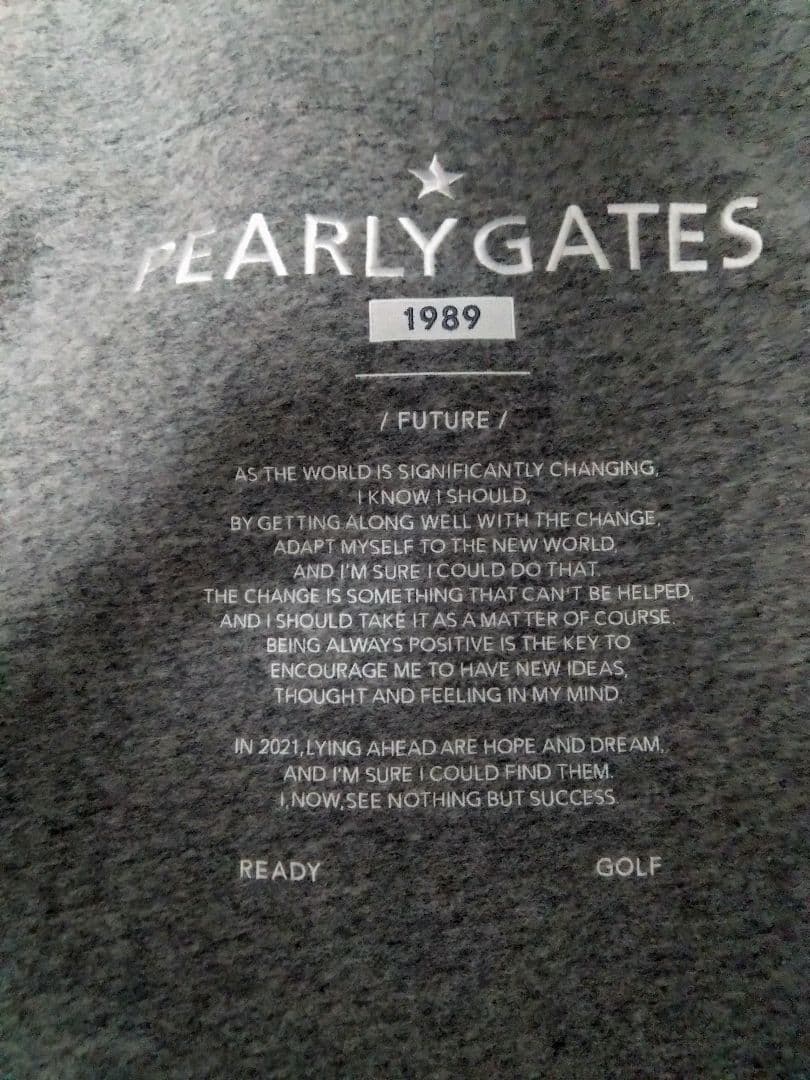 PEARLY GATES
1989
/ FUTURE /
AS THE WORLD IS SIGNIFICANTLY CHANGING,
I KNOW I SHOULD,
BY GETTING ALONG WELL WITH THE CHANGE,
ADAPT MYSELF TO THE NEW WORLD,
AND I'M SURE I COULD DO THAT.
THE CHANGE IS SOMETHING THAT CAN'T BE HELPED,
AND I SHOULD TAKE IT AS A MATTER OF COURSE.
BEING ALWAYS POSITIVE IS THE KEY TO
ENCOURAGE ME TO HAVE NEW IDEAS,
THOUGHT AND FEELING IN MY MIND.
IN 2021,LYING AHEAD ARE HOPE AND DREAM,
AND I'M SURE I COULD FIND THEM.
I,NOW,SEE NOTHING BUT SUCCESS.
READY GOLF